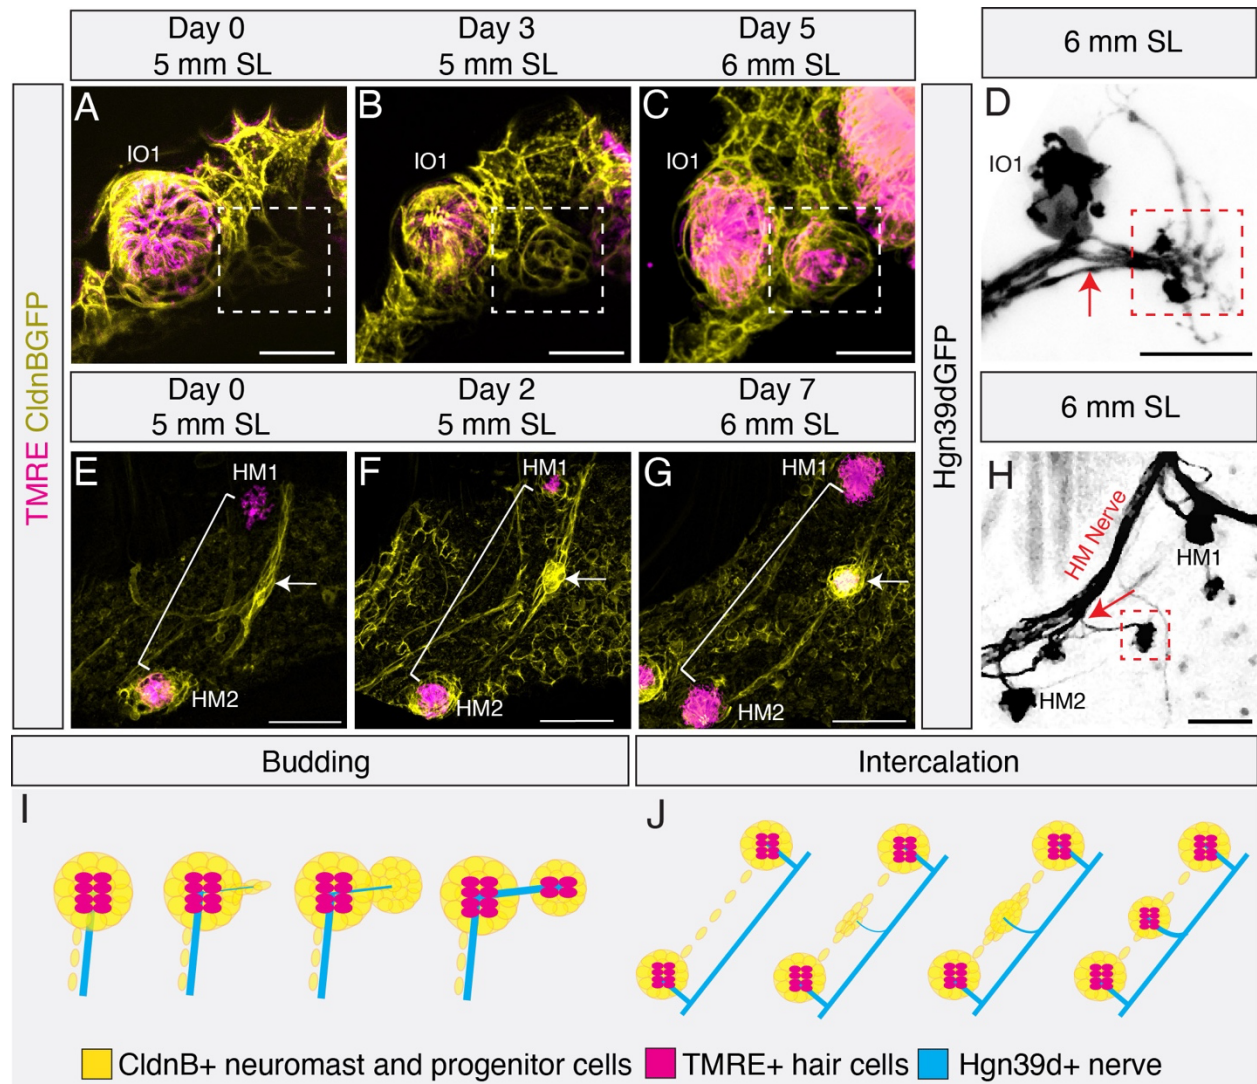 Day 0
5 mm SL
Day 3
5 mm SL
Day 5
6 mm SL
6 mm SL
TMRE CldnBGFP
A
IO1
B
IO1
C
IO1
Hgn39dGFP
D
IO1
Day 0
5 mm SL
Day 2
5 mm SL
Day 7
6 mm SL
6 mm SL
E
HM1
HM2
F
HM1
HM2
G
HM1
HM2
H
HM Nerve
HM1
HM2
Budding
Intercalation
I
J
CldnB+ neuromast and progenitor cells
TMRE+ hair cells
Hgn39d+ nerve